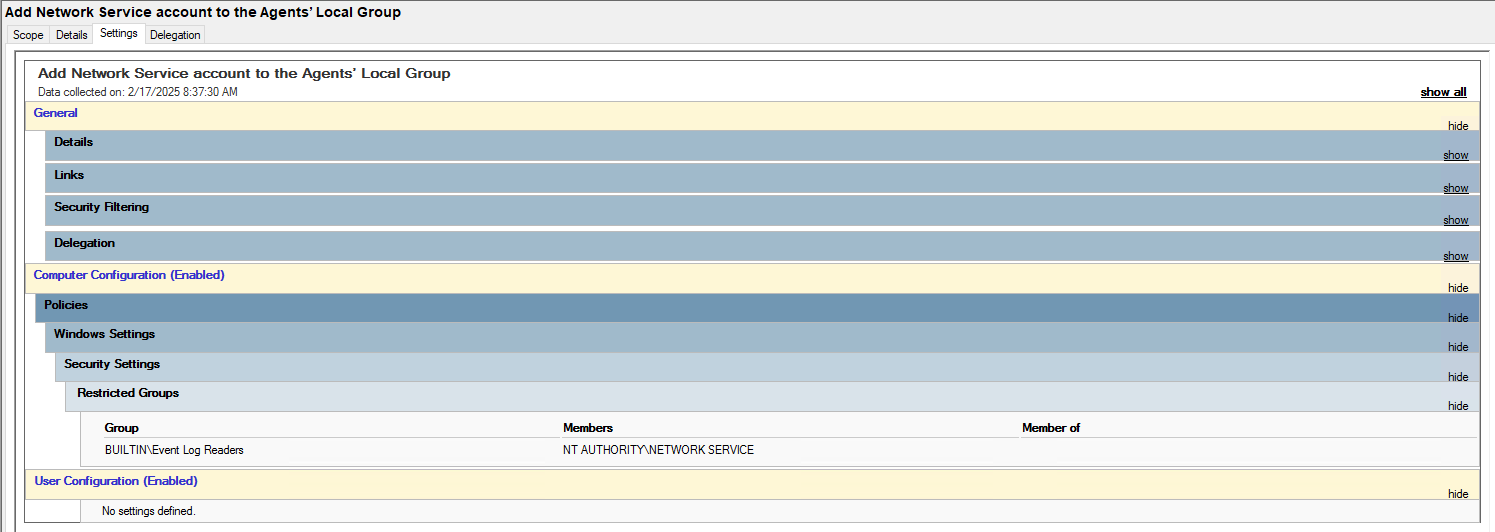 Add Network Service account to the Agents’ Local Group
Scope Details Settings Delegation
Add Network Service account to the Agents’ Local Group
Data collected on: 2/17/2025 8:37:30 AM
show all
General
hide
Details
show
Links
show
Security Filtering
show
Delegation
show
Computer Configuration (Enabled)
hide
Policies
hide
Windows Settings
hide
Security Settings
hide
Restricted Groups
hide
Group Members Member of
BUILTIN\Event Log Readers NT AUTHORITY\NETWORK SERVICE
User Configuration (Enabled)
hide
No settings defined.